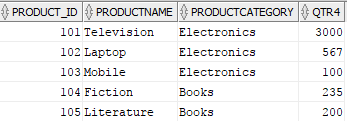 PRODUCT_ID PRODUCTNAME PRODUCTCATEGORY QTR4
101 Television Electronics 3000
102 Laptop Electronics 567
103 Mobile Electronics 100
104 Fiction Books 235
105 Literature Books 200